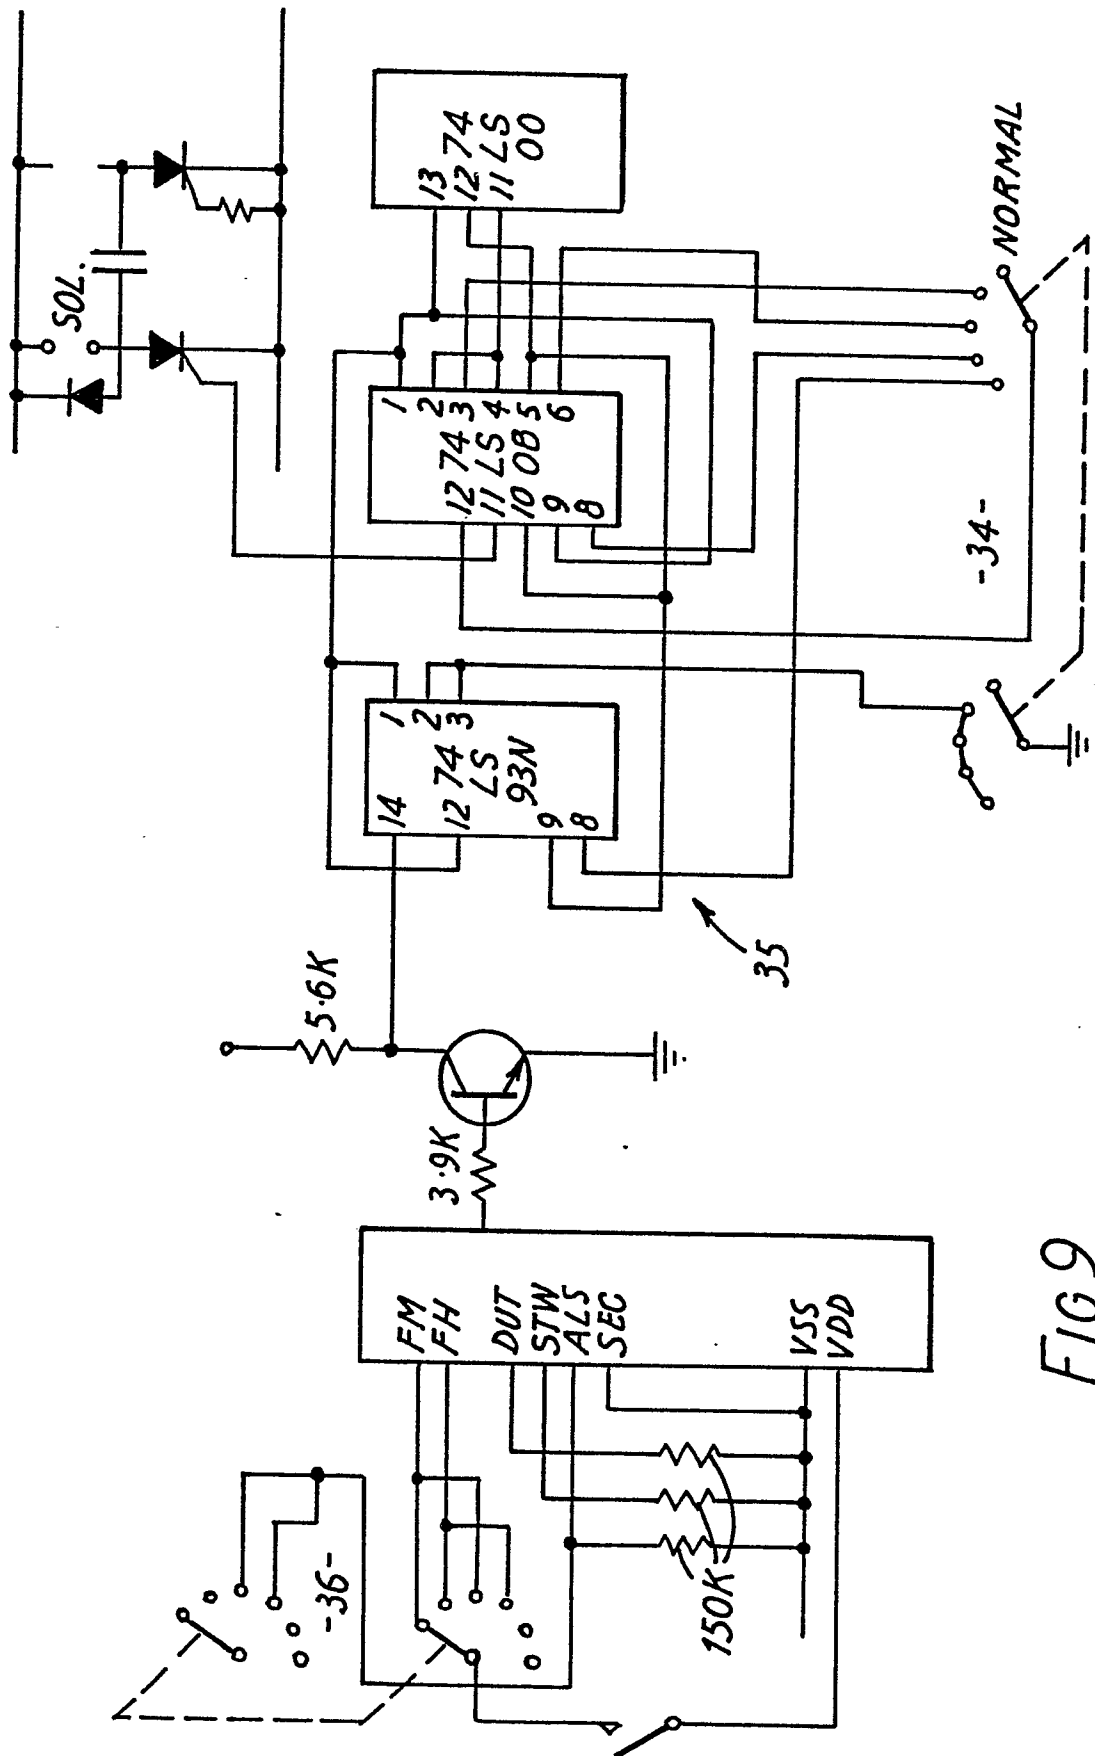 SOL.
13
12 74
11 LS
00
1
2
3
4
5
6
12 74
11 LS
10 0B
9
8
NORMAL
-34-
1
2
3
14
12 74
LS
93N
9
8
35
5·6K
3·9K
FM
FH
DUT
STW
ALS
SEC
VSS
VDD
150K
-36-
FIG 9